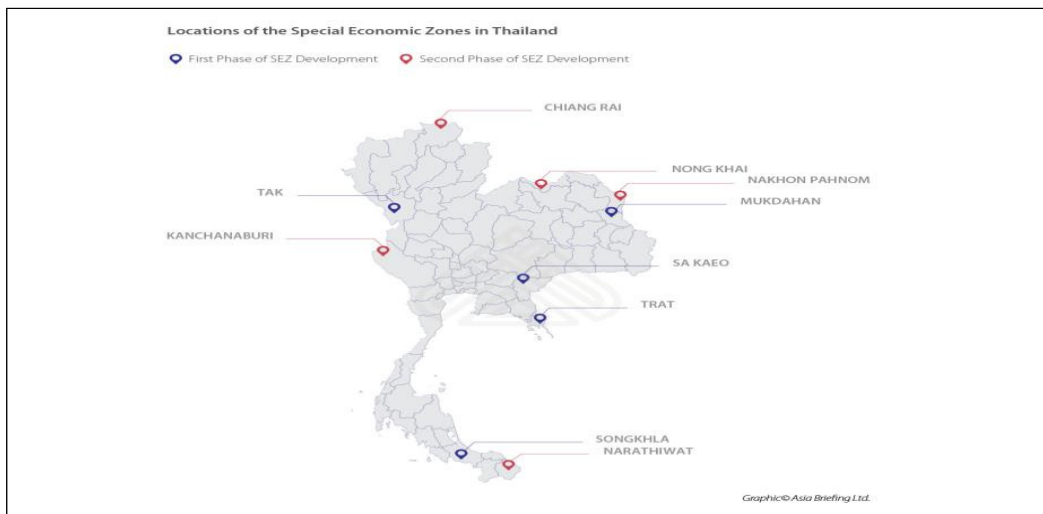 Locations of the Special Economic Zones in Thailand
First Phase of SEZ Development Second Phase of SEZ Development
CHIANG RAI
NONG KHAI
NAKHON PAHNOM
TAK
MUKDAHAN
KANCHANABURI
SA KAEO
TRAT
SONGKHLA
NARATHIWAT
Graphic© Asia Briefing Ltd.